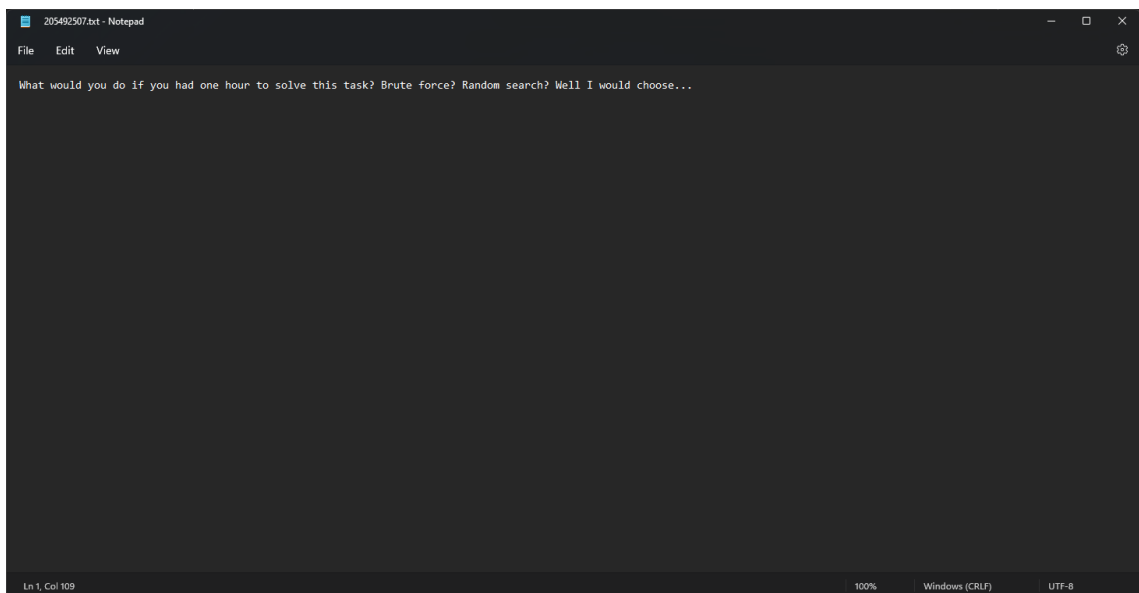 205492507.txt - Notepad
File Edit View
What would you do if you had one hour to solve this task? Brute force? Random search? Well I would choose...
Ln 1, Col 109 100% Windows (CRLF) UTF-8